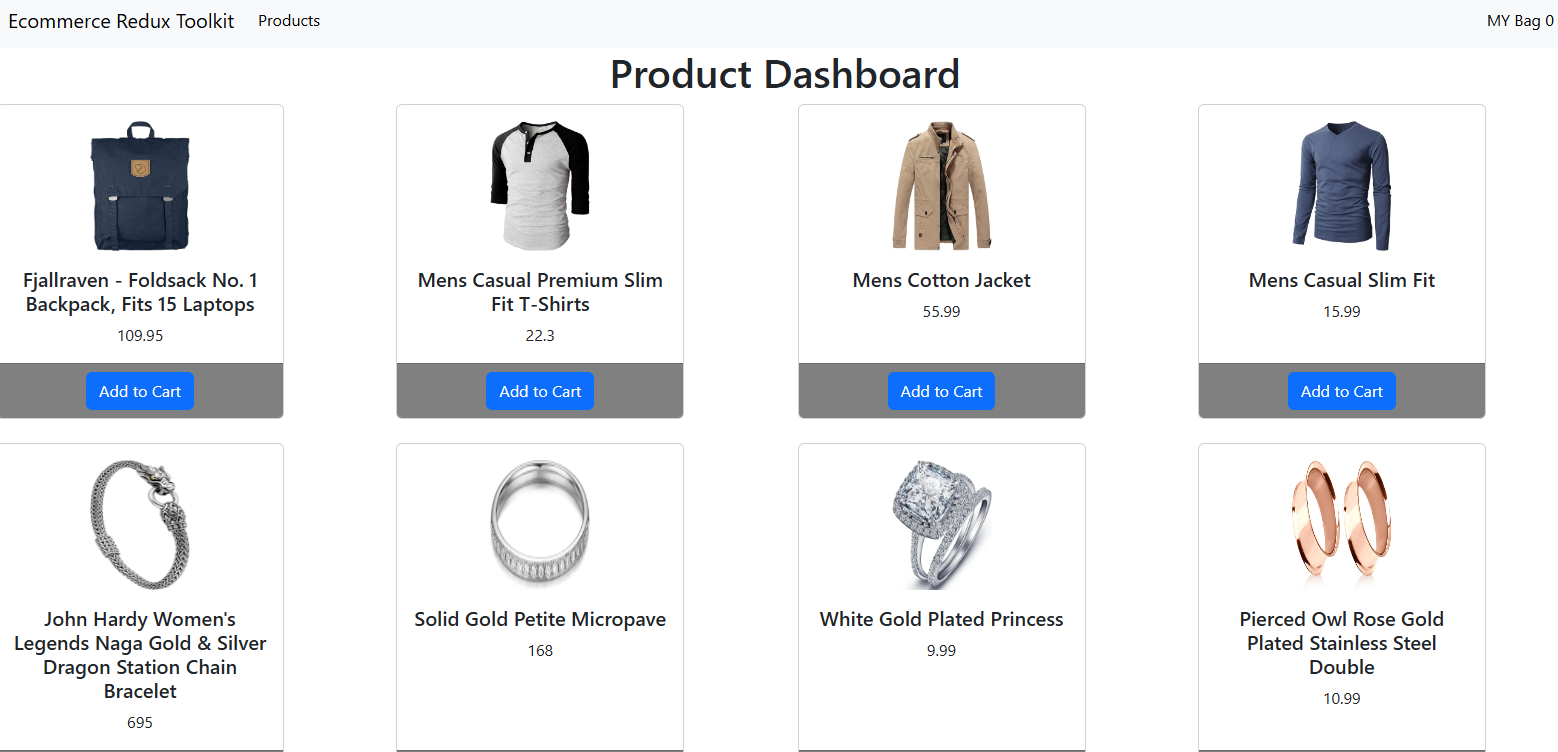 Ecommerce Redux Toolkit Products MY Bag 0
Product Dashboard
Fjallraven - Foldsack No. 1
Backpack, Fits 15 Laptops
109.95
Add to Cart
Mens Casual Premium Slim
Fit T-Shirts
22.3
Add to Cart
Mens Cotton Jacket
55.99
Add to Cart
Mens Casual Slim Fit
15.99
Add to Cart
John Hardy Women's
Legends Naga Gold & Silver
Dragon Station Chain
Bracelet
695
Solid Gold Petite Micropave
168
White Gold Plated Princess
9.99
Pierced Owl Rose Gold
Plated Stainless Steel
Double
10.99